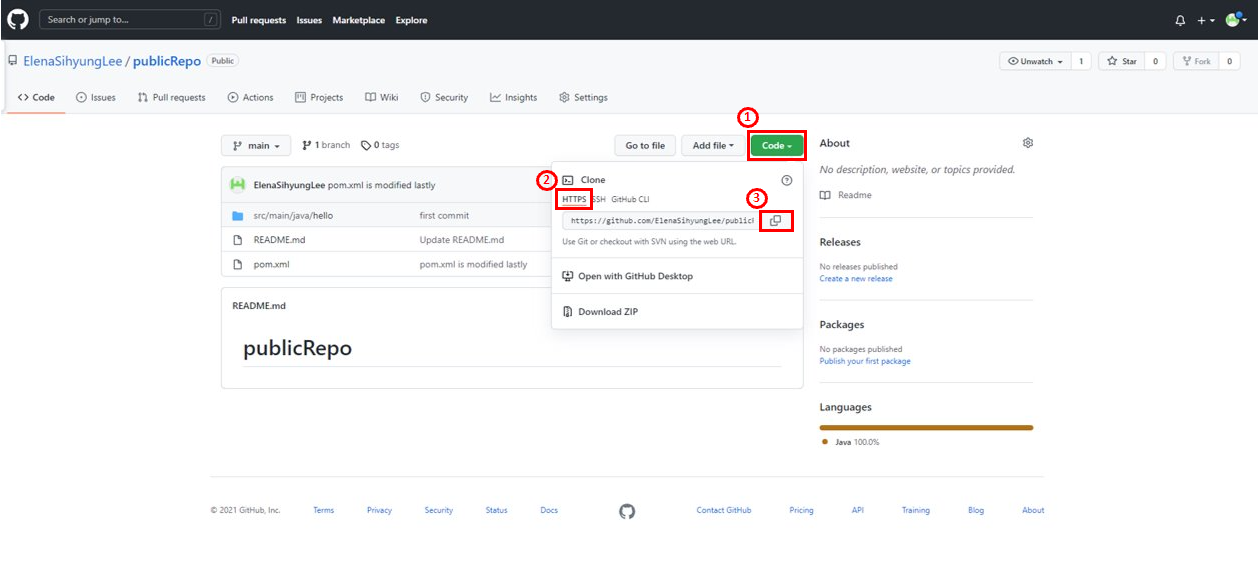 Search or jump to... /
Pull requests Issues Marketplace Explore
ElenaSihyungLee / publicRepo Public
Unwatch 1 Star 0 Fork 0
<> Code Issues Pull requests Actions Projects Wiki Security Insights Settings
1
main 1 branch 0 tags Go to file Add file Code
ElenaSihyungLee pom.xml is modified lastly
src/main/java/hello first commit
README.md Update README.md
pom.xml pom.xml is modified lastly
2 Clone
HTTPS SSH GitHub CLI 3
https://github.com/ElenaSihyungLee/public
Use Git or checkout with SVN using the web URL.
Open with GitHub Desktop
Download ZIP
README.md
publicRepo
About
No description, website, or topics provided.
Readme
Releases
No releases published
Create a new release
Packages
No packages published
Publish your first package
Languages
Java 100.0%
© 2021 GitHub, Inc. Terms Privacy Security Status Docs Contact GitHub Pricing API Training Blog About